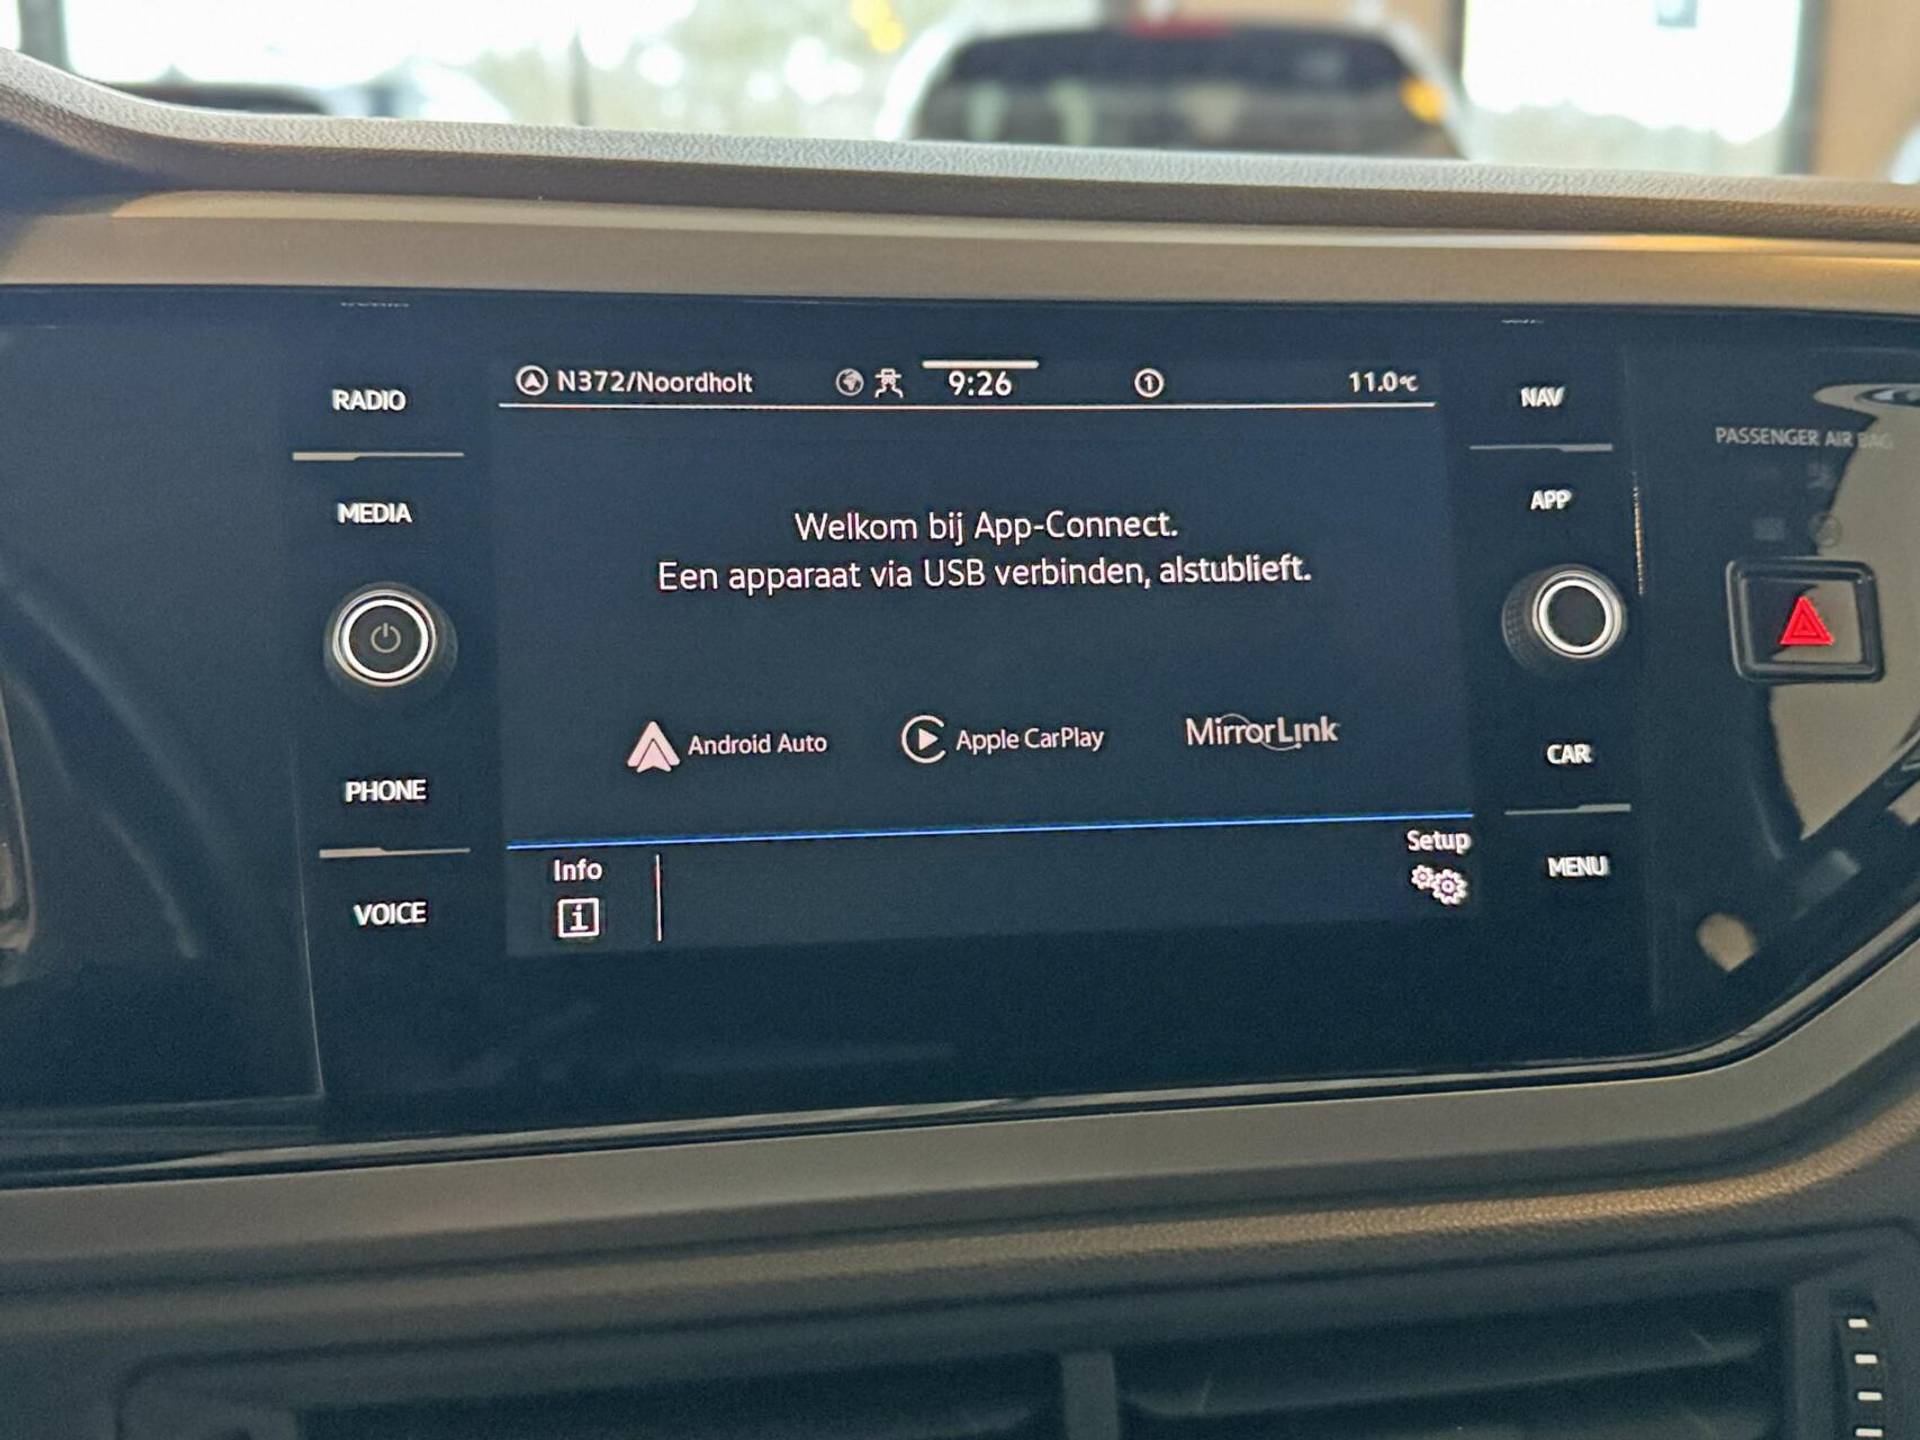 RADIO
MEDIA
PHONE
VOICE
N372/Noordholt
9:26
1
11.0°C
Welkom bij App-Connect.
Een apparaat via USB verbinden, alstublieft.
Android Auto
Apple CarPlay
MirrorLink
Info
i
Setup
NAV
APP
CAR
MENU
PASSENGER AIR BAG